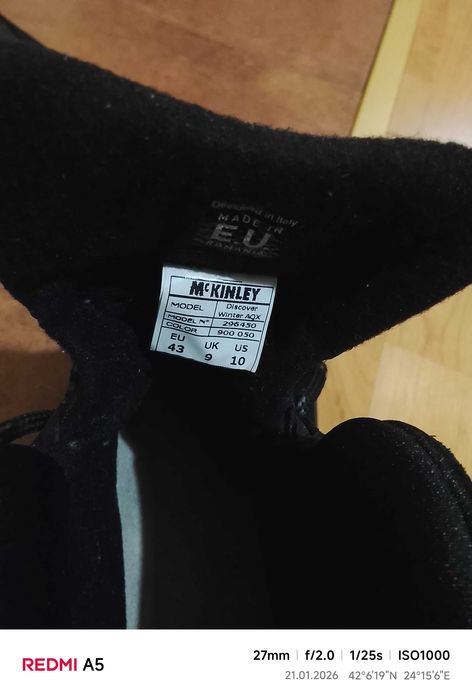 Designed in Italy
MADE IN
E.U
ROMANIA
McKINLEY
MODEL Discover Winter AQX
MODEL N° 296450
COLOR 900 050
EU UK US
43 9 10
REDMI A5
27mm | f/2.0 | 1/25s | ISO1000
21.01.2026 42°6'19"N 24°15'6"E